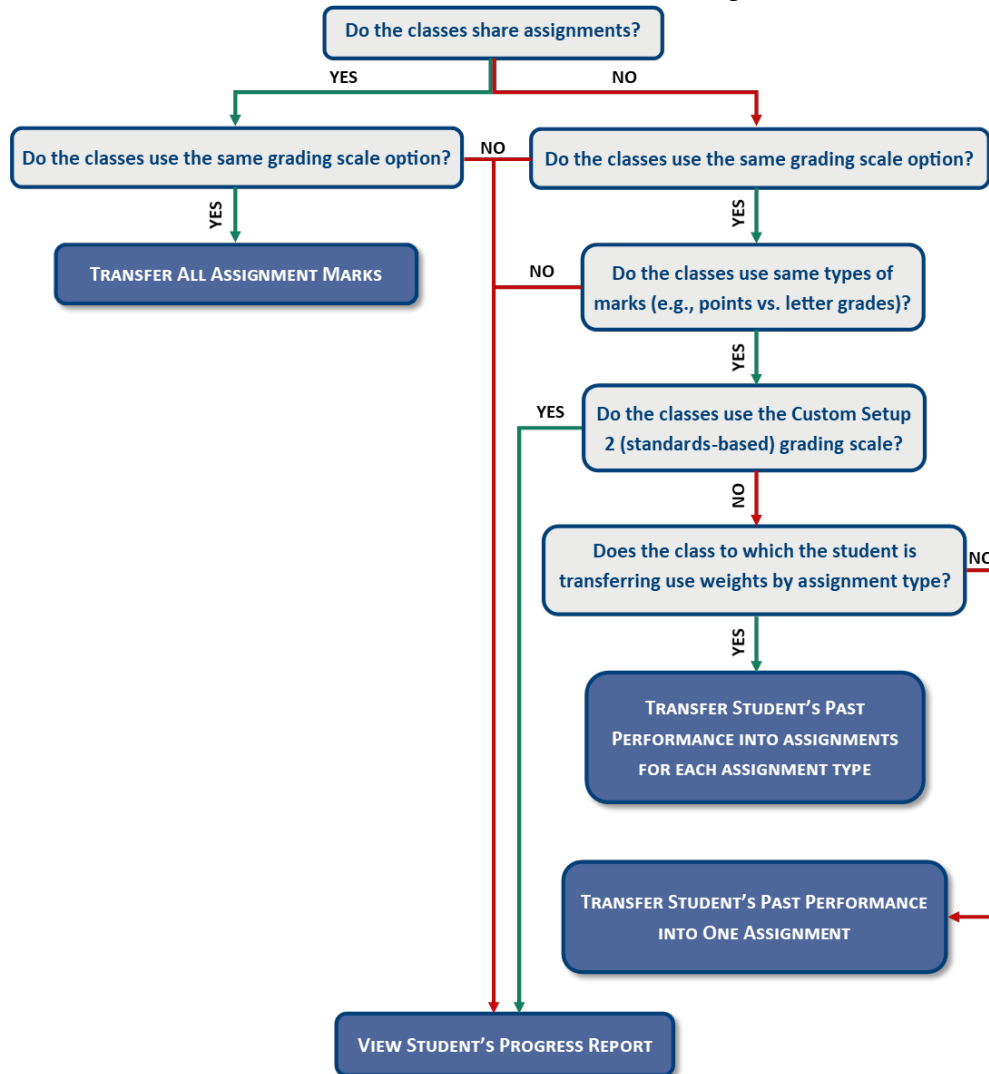 Do the classes share assignments?
YES
NO
Do the classes use the same grading scale option?
NO
Do the classes use the same grading scale option?
YES
YES
TRANSFER ALL ASSIGNMENT MARKS
NO
Do the classes use same types of
marks (e.g., points vs. letter grades)?
YES
YES
Do the classes use the Custom Setup
2 (standards-based) grading scale?
NO
Does the class to which the student is
transferring use weights by assignment type?
NO
YES
TRANSFER STUDENT'S PAST
PERFORMANCE INTO ASSIGNMENTS
FOR EACH ASSIGNMENT TYPE
TRANSFER STUDENT'S PAST PERFORMANCE
INTO ONE ASSIGNMENT
VIEW STUDENT'S PROGRESS REPORT